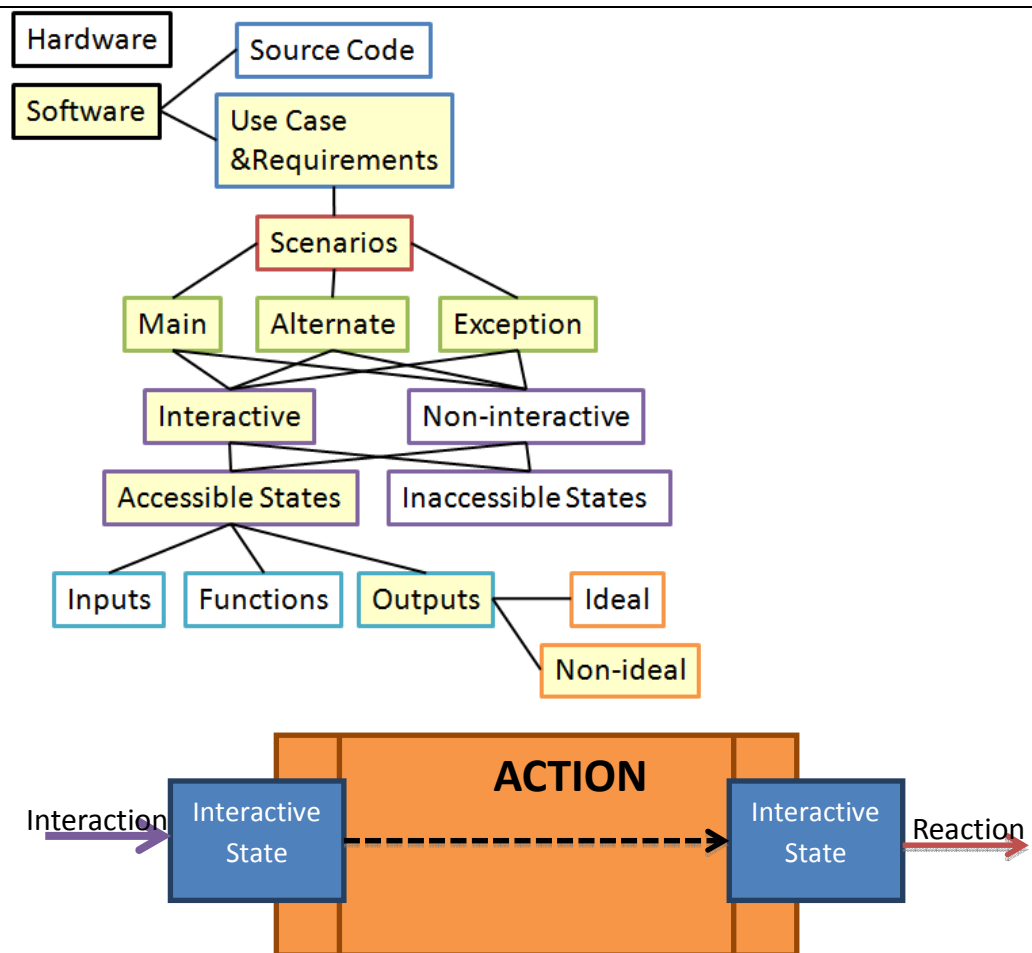 Hardware
Source Code
Software
Use Case
&Requirements
Scenarios
Main
Alternate
Exception
Interactive
Non-interactive
Accessible States
Inaccessible States
Inputs
Functions
Outputs
Ideal
Non-ideal
ACTION
Interaction
Interactive
State
Interactive
State
Reaction